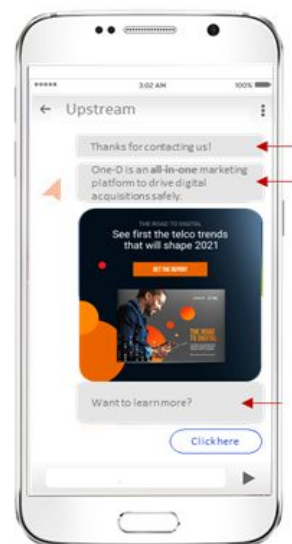 3:02 AM
100%
Upstream
Thanks for contacting us!
One-D is an all-in-one marketing
platform to drive digital
acquisitions safely.
THE ROAD TO DIGITAL
See first the telco trends
that will shape 2021
GET THE REPORT
THE ROAD
TO DIGITAL
Want to learn more?
Click here